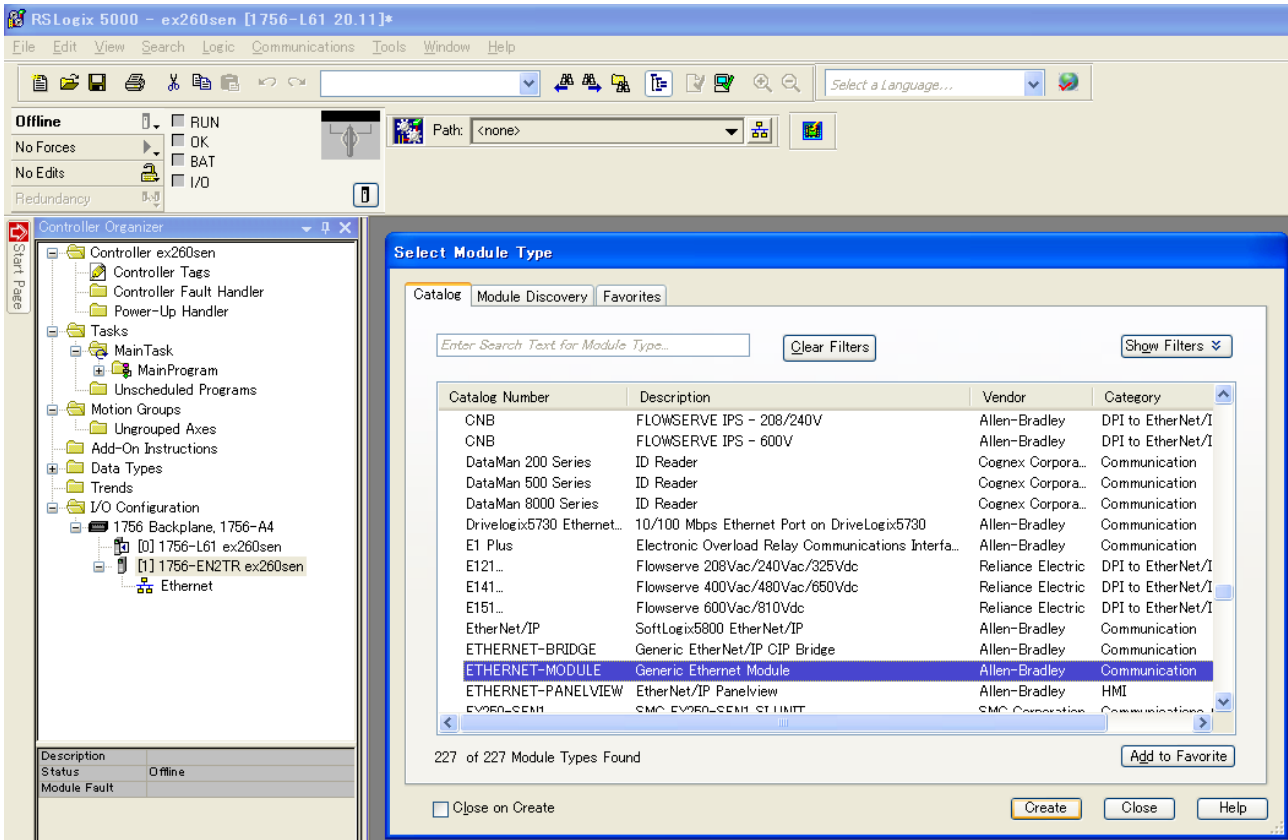 RSLogix 5000 - ex260sen [1756-L61 20.11]*
File Edit View Search Logic Communications Tools Window Help
Select a Language...
Offline
RUN
No Forces
OK
No Edits
BAT
Redundancy
I/O
Path: <none>
Start Page
Controller Organizer
Controller ex260sen
Controller Tags
Controller Fault Handler
Power-Up Handler
Tasks
MainTask
MainProgram
Unscheduled Programs
Motion Groups
Ungrouped Axes
Add-On Instructions
Data Types
Trends
I/O Configuration
1756 Backplane, 1756-A4
[0] 1756-L61 ex260sen
[1] 1756-EN2TR ex260sen
Ethernet
Description
Status Offline
Module Fault
Select Module Type
Catalog Module Discovery Favorites
Enter Search Text for Module Type... Clear Filters Show Filters
Catalog Number Description Vendor Category
CNB FLOWSERVE IPS - 208/240V Allen-Bradley DPI to EtherNet/I
CNB FLOWSERVE IPS - 600V Allen-Bradley DPI to EtherNet/I
DataMan 200 Series ID Reader Cognex Corpora... Communication
DataMan 500 Series ID Reader Cognex Corpora... Communication
DataMan 8000 Series ID Reader Cognex Corpora... Communication
Drivelogix5730 Ethernet... 10/100 Mbps Ethernet Port on DriveLogix5730 Allen-Bradley Communication
E1 Plus Electronic Overload Relay Communications Interfa... Allen-Bradley Communication
E121... Flowserve 208Vac/240Vac/325Vdc Reliance Electric DPI to EtherNet/I
E141... Flowserve 400Vac/480Vac/650Vdc Reliance Electric DPI to EtherNet/I
E151... Flowserve 600Vac/810Vdc Reliance Electric DPI to EtherNet/I
EtherNet/IP SoftLogix5800 EtherNet/IP Allen-Bradley Communication
ETHERNET-BRIDGE Generic EtherNet/IP CIP Bridge Allen-Bradley Communication
ETHERNET-MODULE Generic Ethernet Module Allen-Bradley Communication
ETHERNET-PANELVIEW EtherNet/IP Panelview Allen-Bradley HMI
EX250-SEN1 SMC EX250-SEN1 SI UNIT SMC Corporation Communications
227 of 227 Module Types Found Add to Favorite
Close on Create Create Close Help